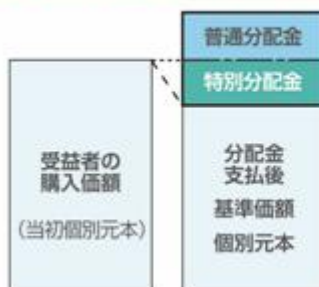 普通分配金
特別分配金
受益者の
購入価額
（当初個別元本）
分配金
支払後
基準価額
個別元本